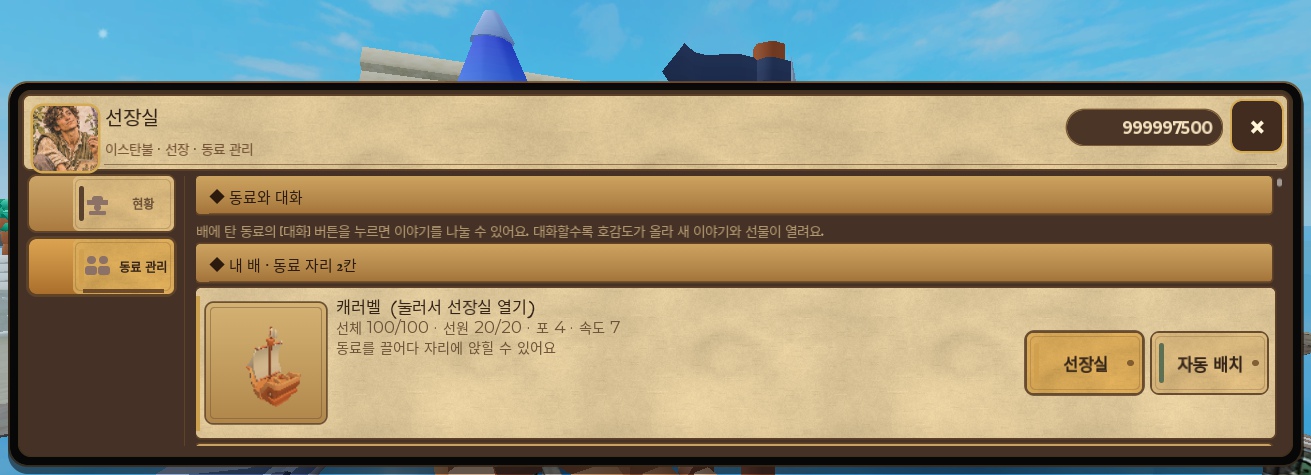 선장실
이스탄불 · 선장 · 동료 관리
999997500
현황
동료 관리
◆ 동료와 대화
배에 탄 동료의 [대화] 버튼을 누르면 이야기를 나눌 수 있어요. 대화할수록 호감도가 올라 새 이야기와 선물이 열려요.
◆ 내 배 · 동료 자리 2칸
캐러벨 (눌러서 선장실 열기)
선체 100/100 · 선원 20/20 · 포 4 · 속도 7
동료를 끌어다 자리에 앉힐 수 있어요
선장실
자동 배치